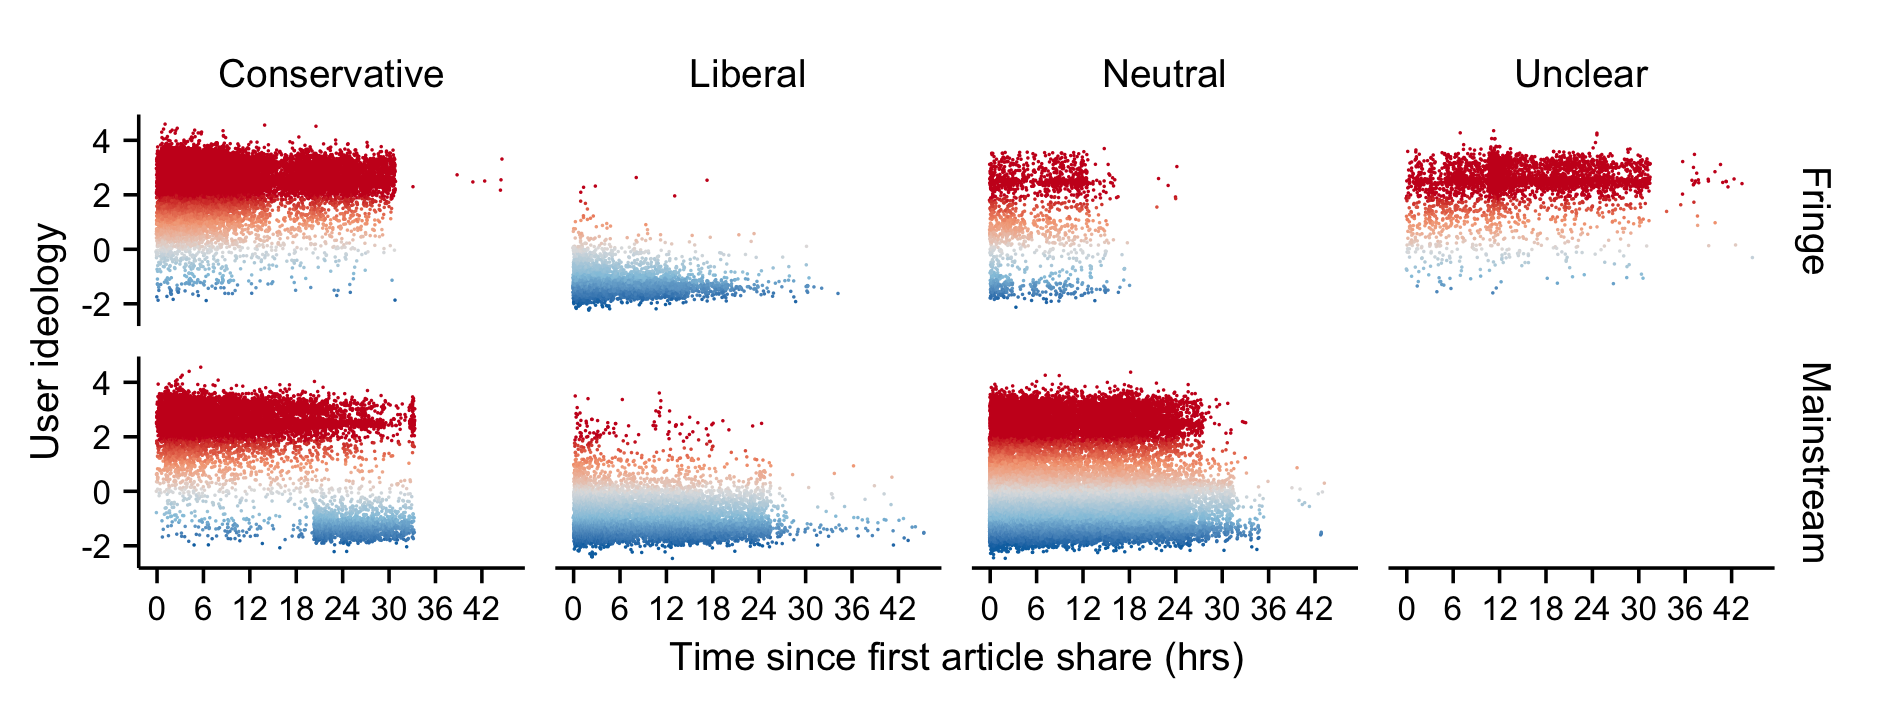 Conservative Liberal Neutral Unclear
4
2
0
-2
Fringe
4
2
0
-2
Mainstream
User ideology
0 6 12 18 24 30 36 42 0 6 12 18 24 30 36 42 0 6 12 18 24 30 36 42 0 6 12 18 24 30 36 42
Time since first article share (hrs)